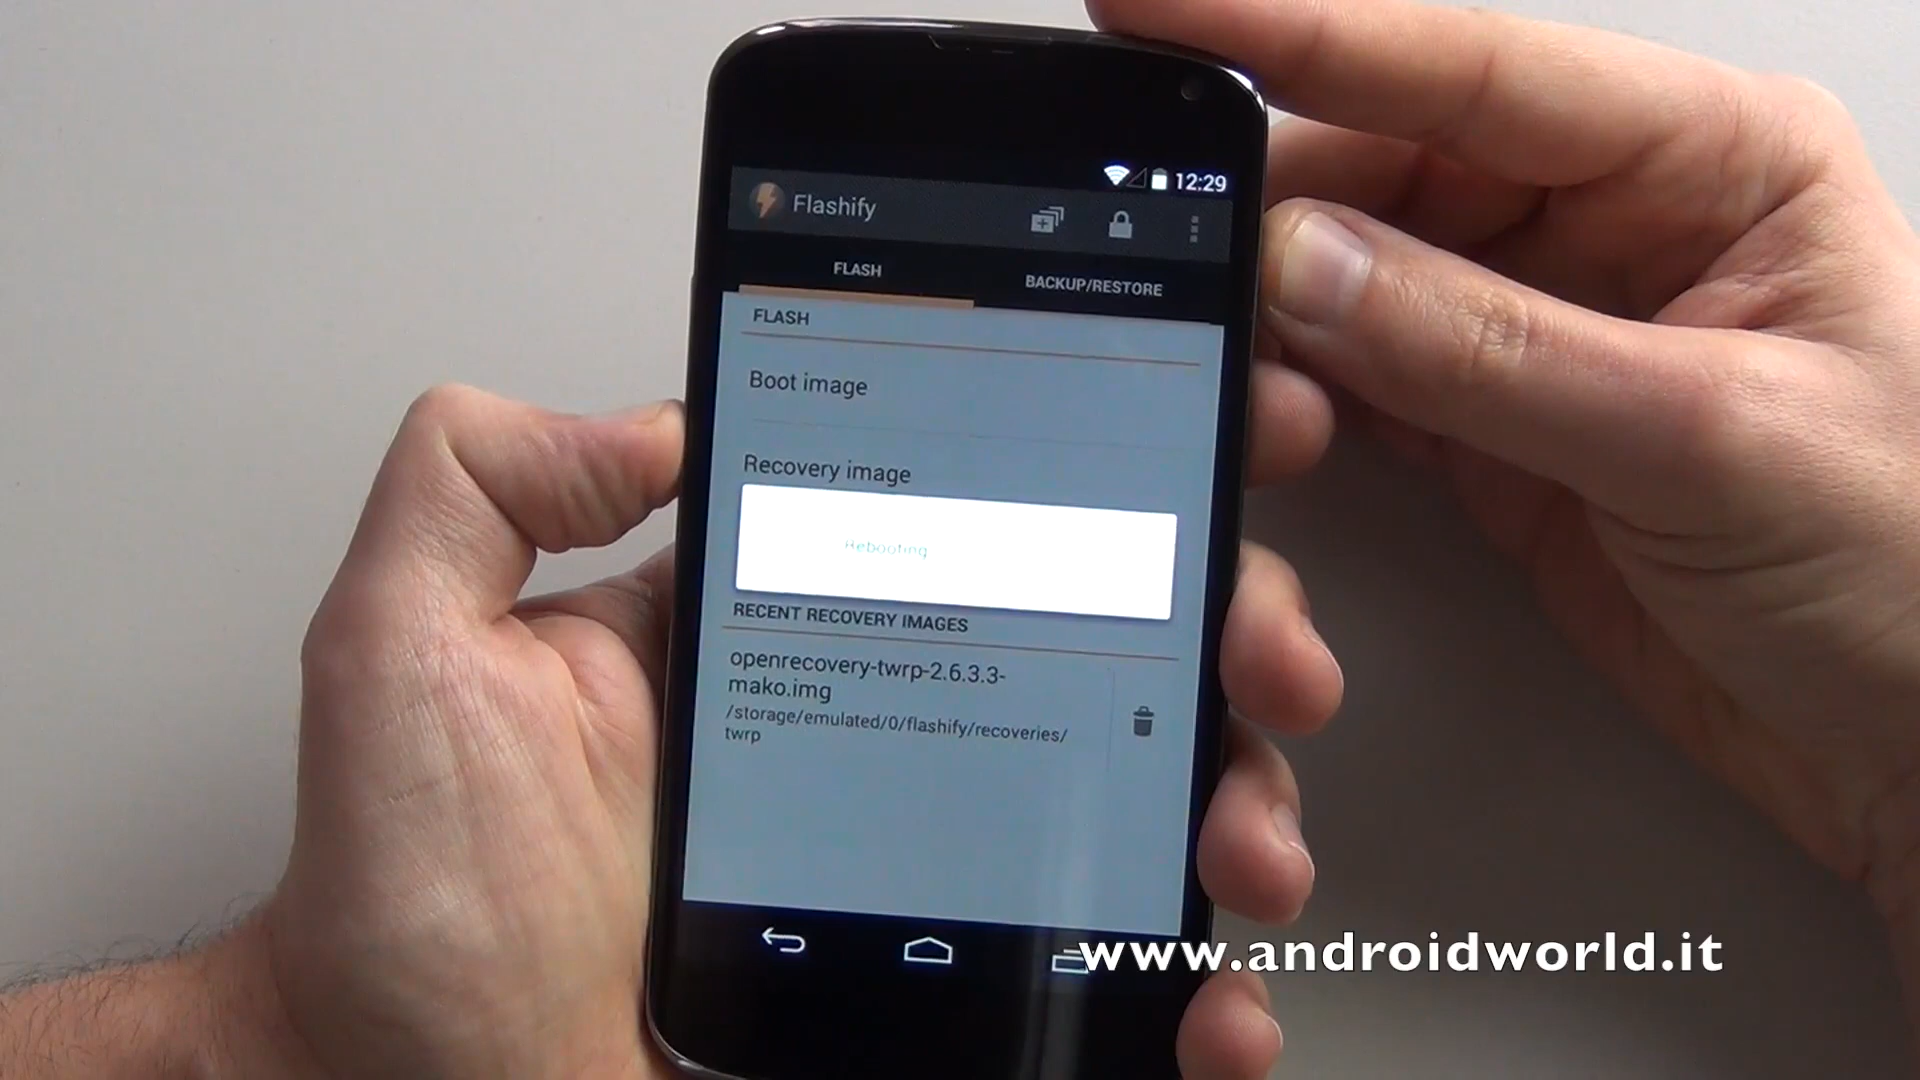 12:29
Flashify
FLASH
BACKUP/RESTORE
FLASH
Boot image
Recovery image
Rebooting
RECENT RECOVERY IMAGES
openrecovery-twrp-2.6.3.3-
mako.img
/storage/emulated/0/flashify/recoveries/
twrp
www.androidworld.it